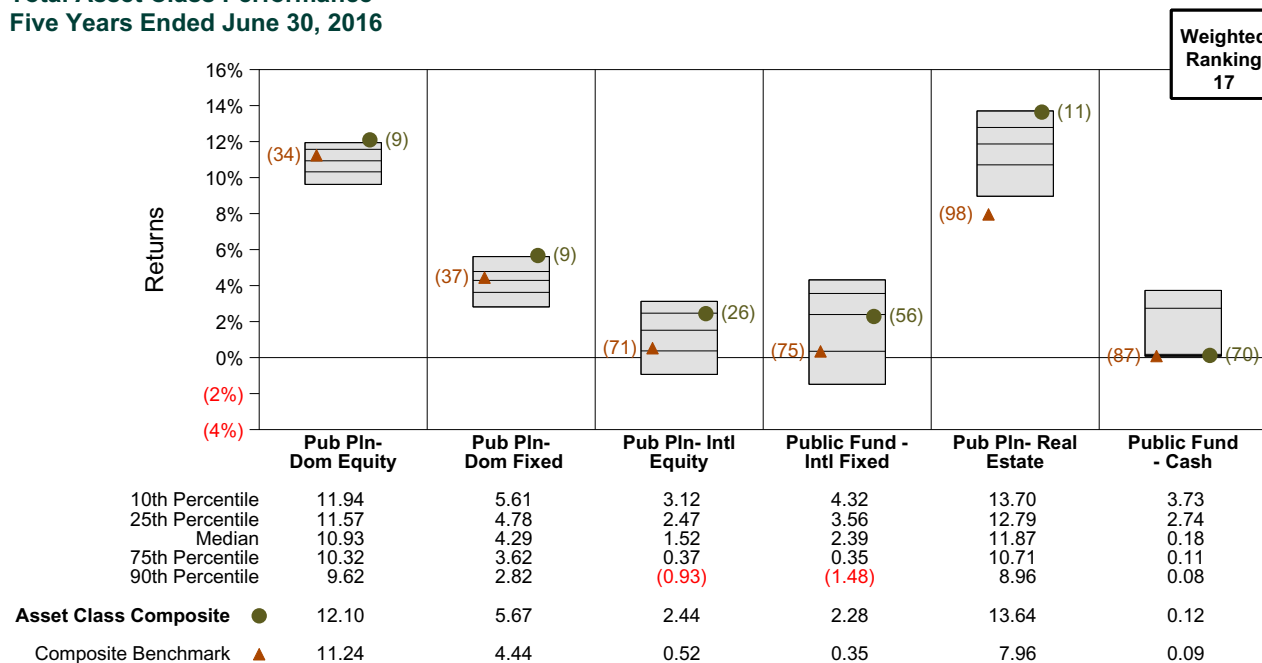 Total Asset Class Performance
Five Years Ended June 30, 2016
Weighted
Ranking
17
Returns
16%
14%
12%
10%
8%
6%
4%
2%
0%
(2%)
(4%)
(34) (9)
(37) (9)
(71) (26)
(75) (56)
(98) (11)
(87) (70)
Pub Pln- Dom Equity
Pub Pln- Dom Fixed
Pub Pln- Intl Equity
Public Fund - Intl Fixed
Pub Pln- Real Estate
Public Fund - Cash
10th Percentile 11.94 5.61 3.12 4.32 13.70 3.73
25th Percentile 11.57 4.78 2.47 3.56 12.79 2.74
Median 10.93 4.29 1.52 2.39 11.87 0.18
75th Percentile 10.32 3.62 0.37 0.35 10.71 0.11
90th Percentile 9.62 2.82 (0.93) (1.48) 8.96 0.08
Asset Class Composite 12.10 5.67 2.44 2.28 13.64 0.12
Composite Benchmark 11.24 4.44 0.52 0.35 7.96 0.09